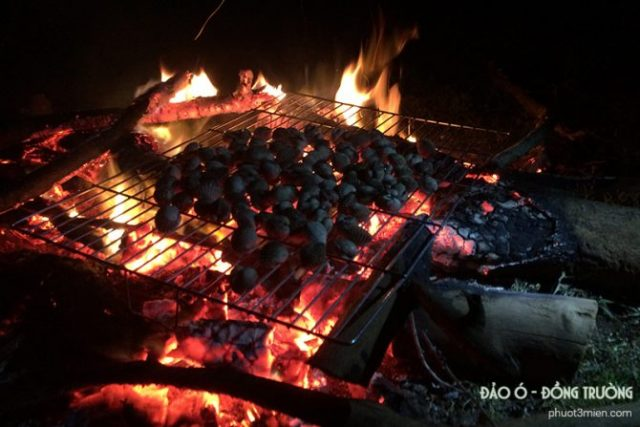 ĐẢO Ó - ĐỒNG TRƯỜNG
phuot3mien.com